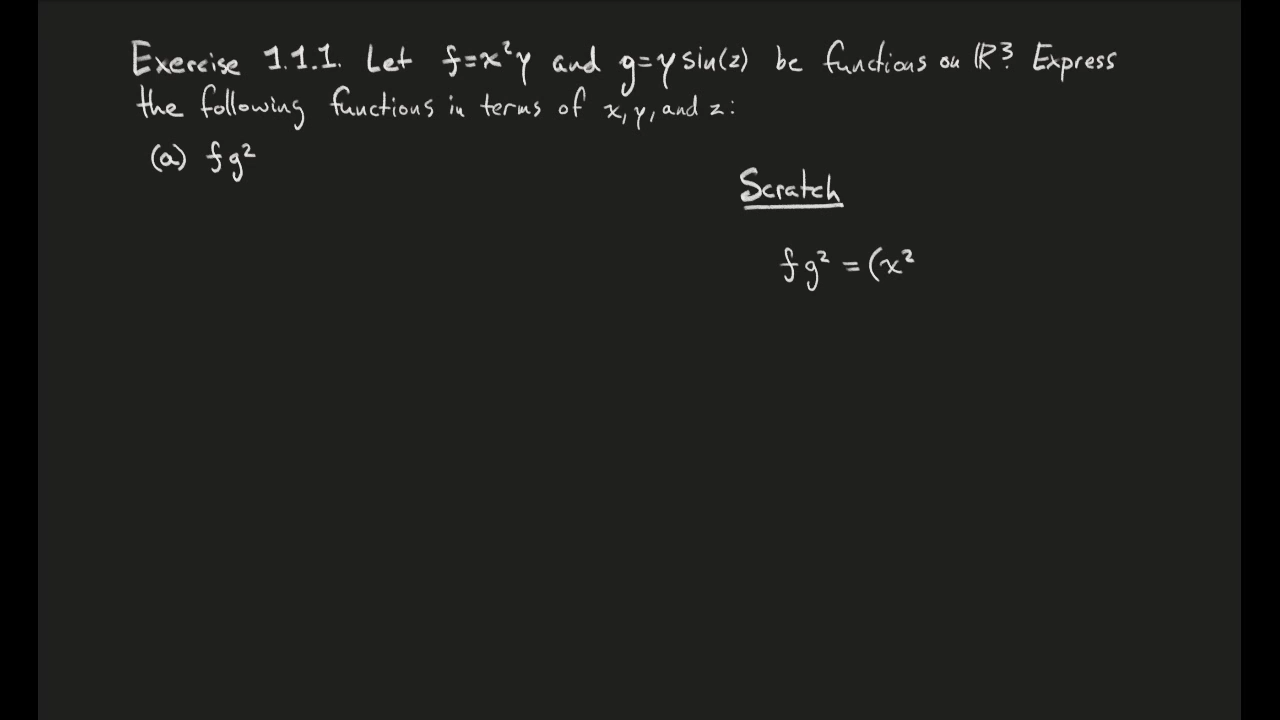 Exercise 1.1.1. Let f=x²y and g=y sin(z) be functions on ℝ³. Express
the following functions in terms of x, y, and z:
(a) fg²
Scratch
fg² = (x²